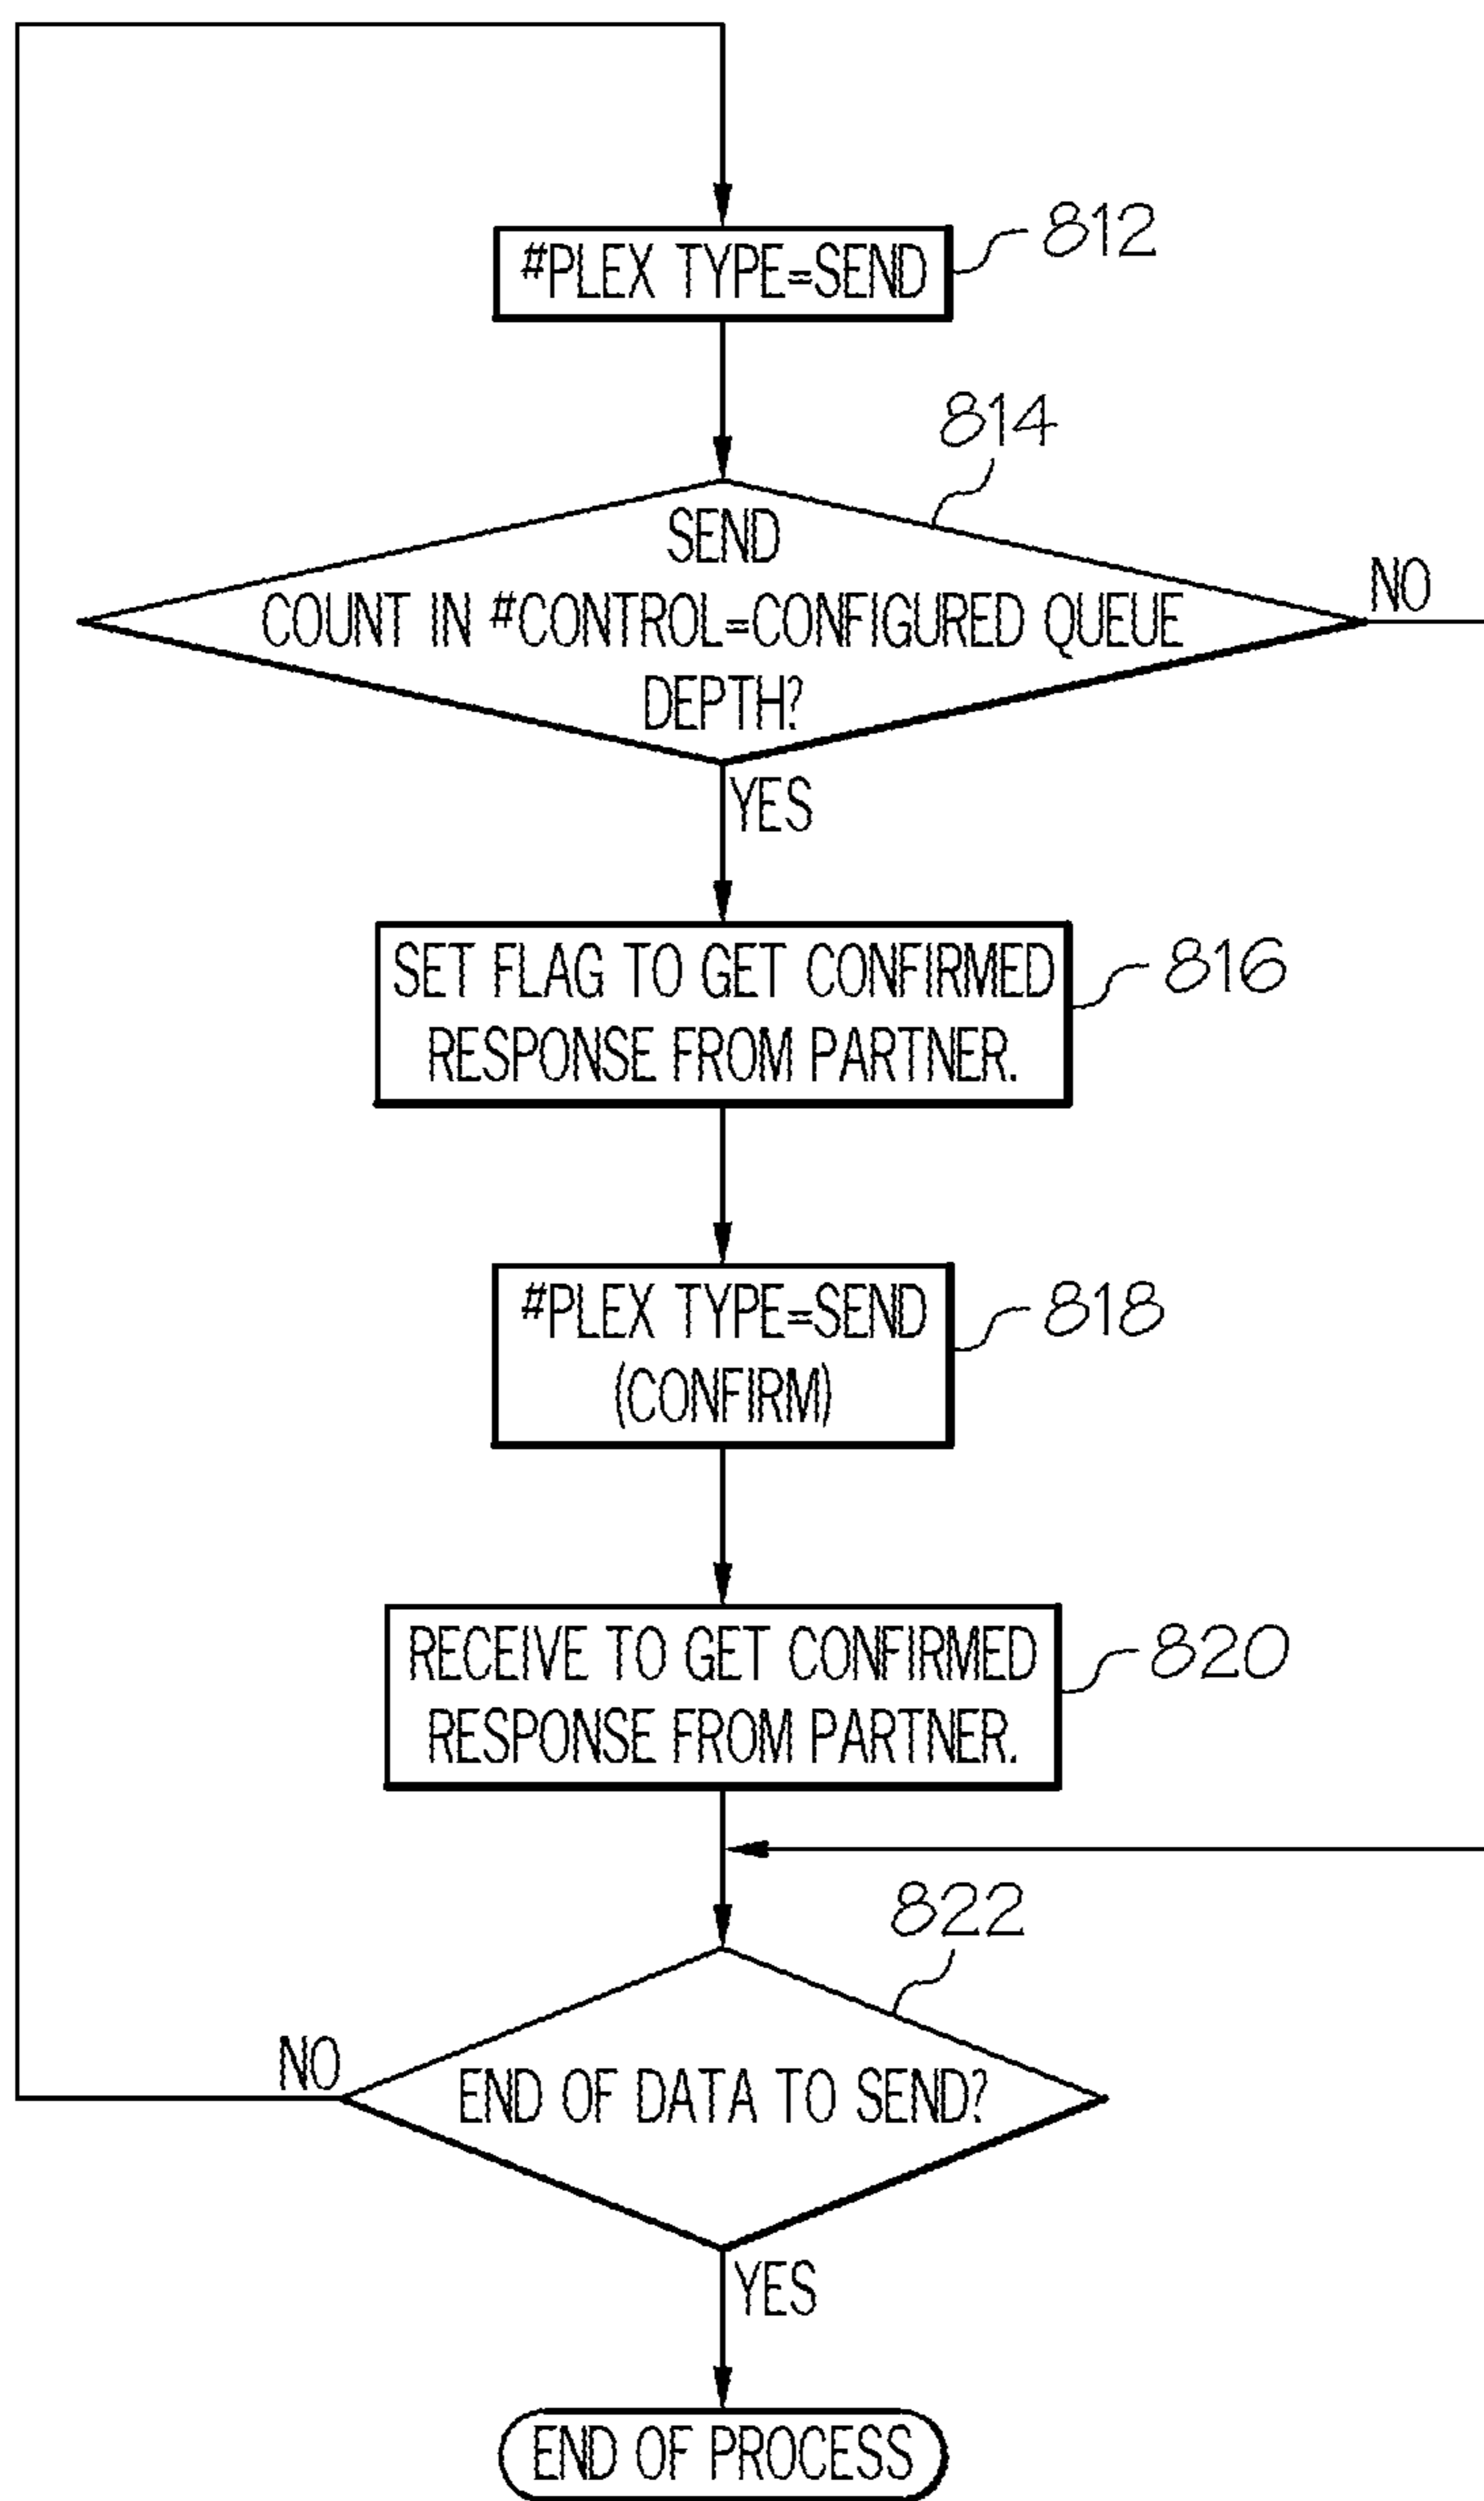 #PLEX TYPE=SEND
812
814
SEND
COUNT IN #CONTROL=CONFIGURED QUEUE
DEPTH?
NO
YES
SET FLAG TO GET CONFIRMED
RESPONSE FROM PARTNER.
816
#PLEX TYPE=SEND
(CONFIRM)
818
RECEIVE TO GET CONFIRMED
RESPONSE FROM PARTNER.
820
822
NO
END OF DATA TO SEND?
YES
END OF PROCESS